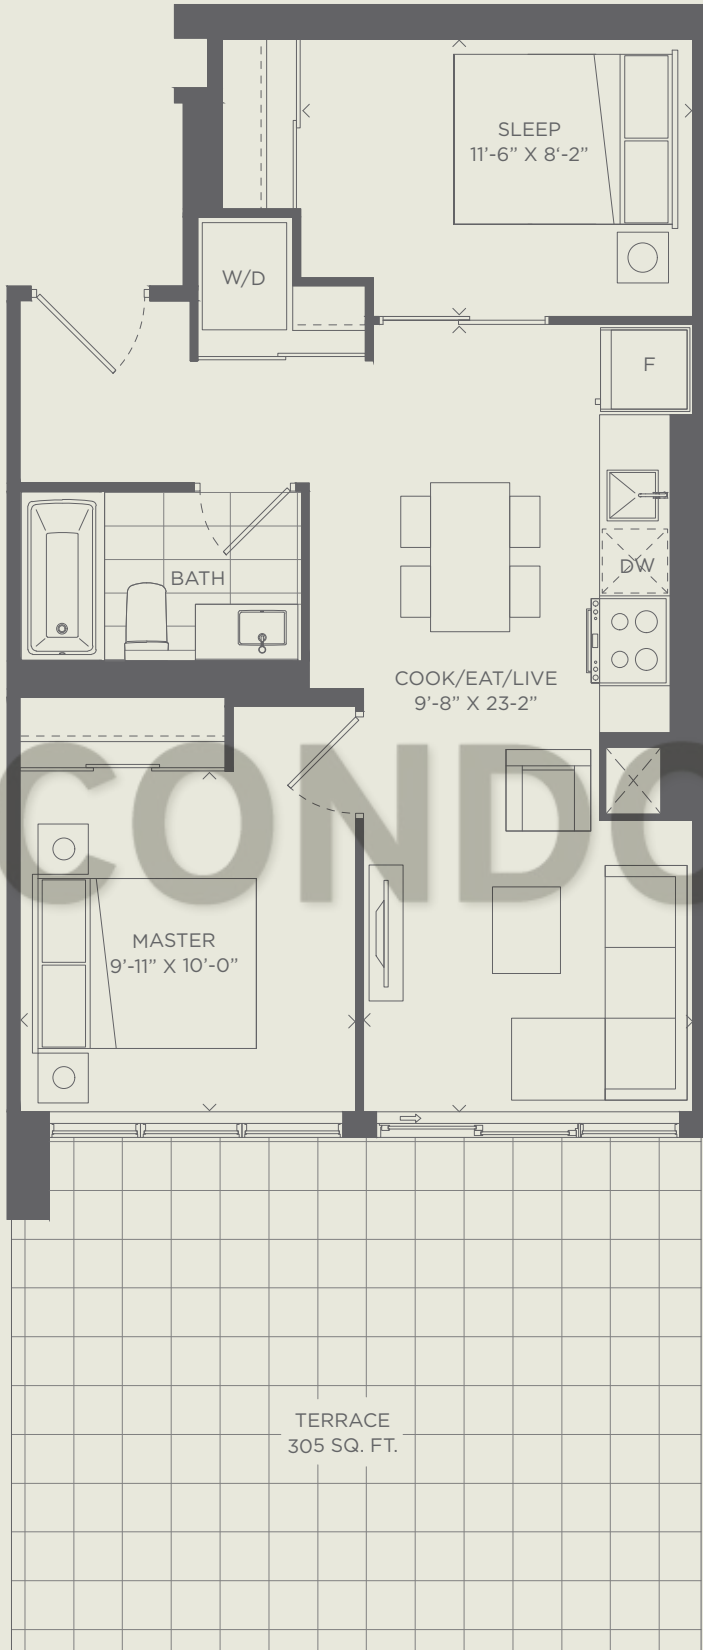 SLEEP
11'-6" X 8'-2"
W/D
F
DW
BATH
COOK/EAT/LIVE
9'-8" X 23-2"
X
CONDO
MASTER
9'-11" X 10'-0"
TERRACE
305 SQ. FT.